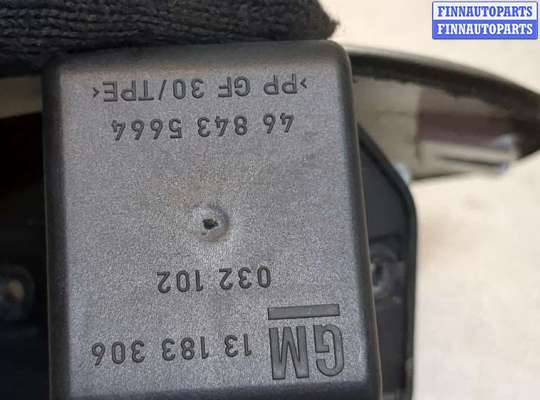 FINNAUTOPARTS
FINNAUTOPARTS
GM 13 183 306
032 102
46 843 5664
>PP GF 30/TPE<